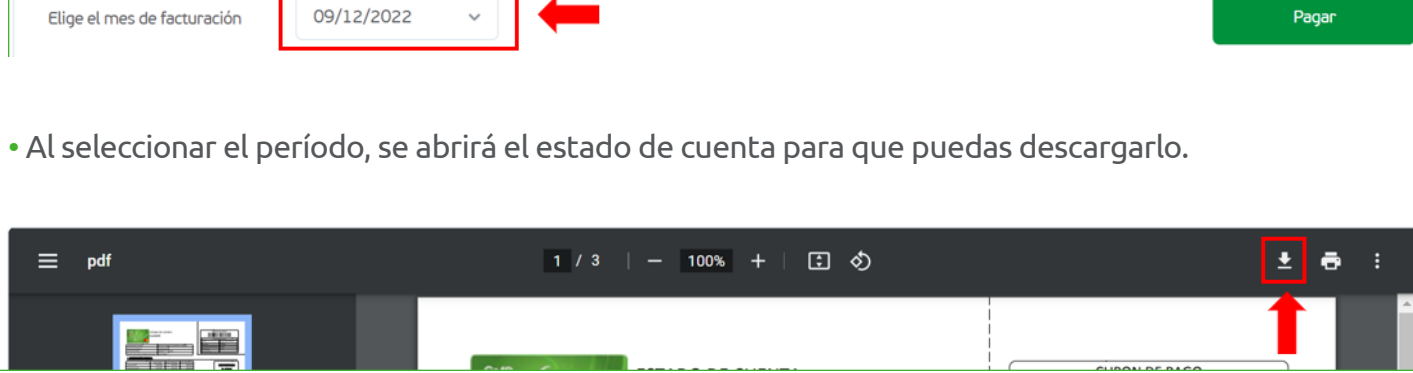 Elige el mes de facturación 09/12/2022 Pagar
• Al seleccionar el período, se abrirá el estado de cuenta para que puedas descargarlo.
pdf 1 / 3 | — 100% + |
ESTADO DE CUENTA CUPON DE PAGO